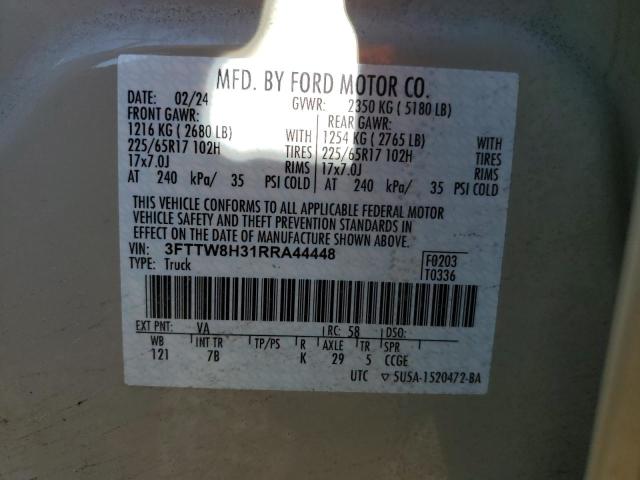 MFD. BY FORD MOTOR CO.
DATE: 02/24 GVWR: 2350 KG ( 5180 LB)
FRONT GAWR: REAR GAWR:
1216 KG ( 2680 LB) WITH 1254 KG ( 2765 LB) WITH
225/65R17 102H TIRES 225/65R17 102H TIRES
17x7.0J RIMS 17x7.0J RIMS
AT 240 kPa/ 35 PSI COLD AT 240 kPa/ 35 PSI COLD
THIS VEHICLE CONFORMS TO ALL APPLICABLE FEDERAL MOTOR
VEHICLE SAFETY AND THEFT PREVENTION STANDARDS IN
EFFECT ON THE DATE OF MANUFACTURE SHOWN ABOVE.
VIN: 3FTTW8H31RRA44448 F0203
TYPE: Truck T0336
EXT PNT: VA RC: 58 DSO:
WB INT TR TP/PS R AXLE TR SPR
121 7B K 29 5 CCGE
UTC ▽ 5U5A-1520472-BA